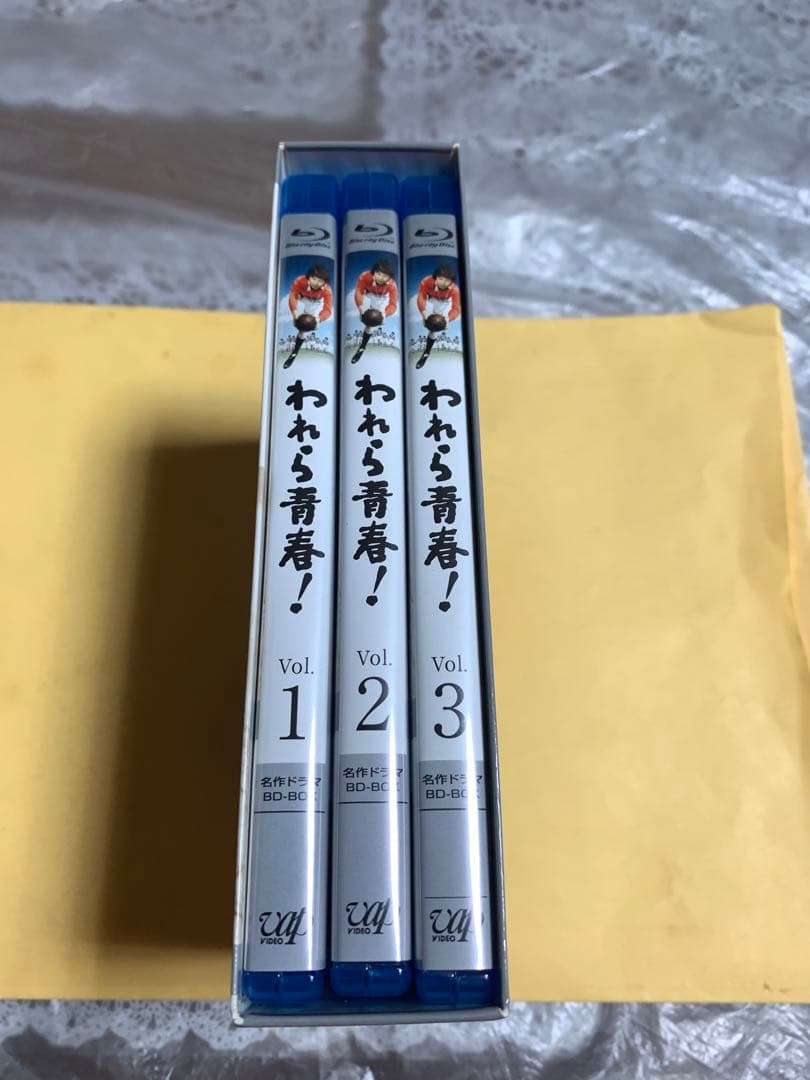 Blu-ray Disc
われら青春!
Vol.
1
名作ドラマ
BD-BOX
vap
VIDEO
Blu-ray Disc
われら青春!
Vol.
2
名作ドラマ
BD-BOX
vap
VIDEO
Blu-ray Disc
われら青春!
Vol.
3
名作ドラマ
BD-BOX
vap
VIDEO